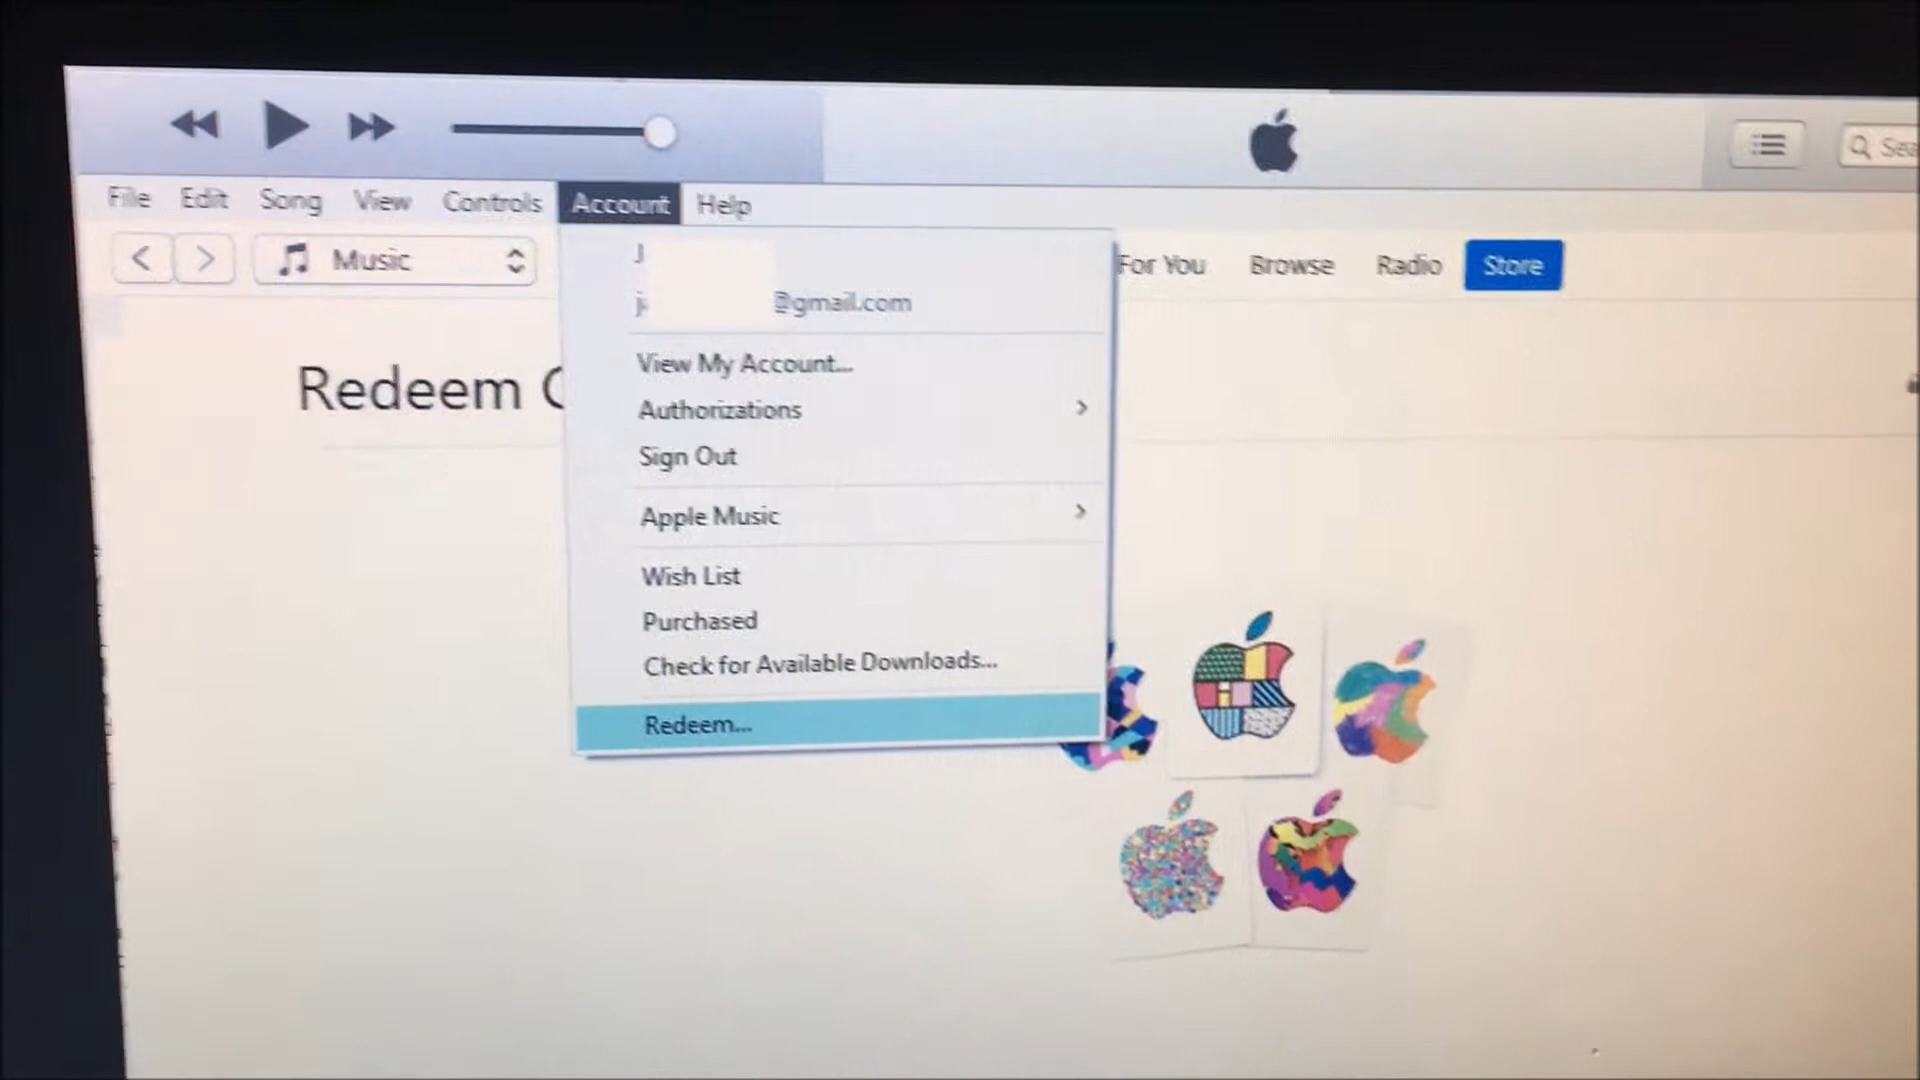 File Edit Song View Controls Account Help
Music
For You Browse Radio Store
Redeem
@gmail.com
View My Account...
Authorizations
Sign Out
Apple Music
Wish List
Purchased
Check for Available Downloads...
Redeem...